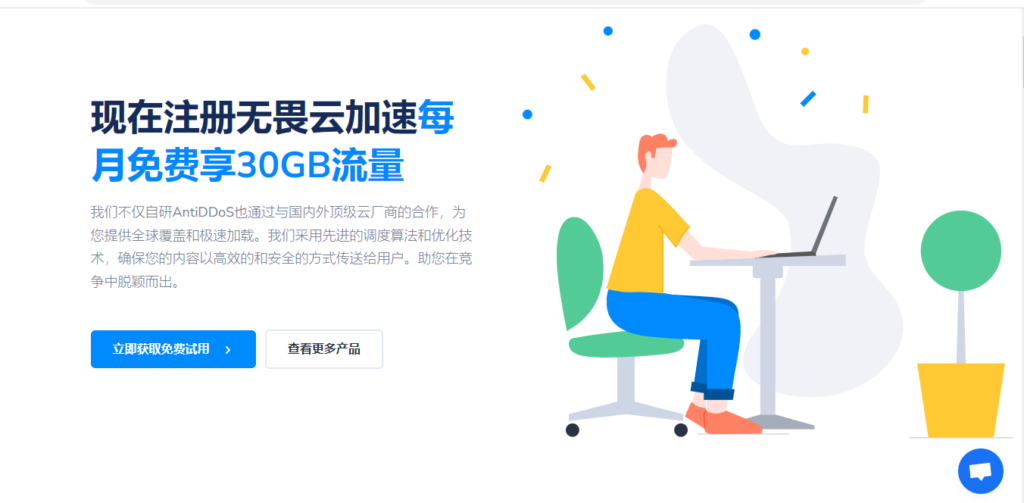 现在注册无畏云加速每
月免费享30GB流量
我们不仅自研AntiDDoS也通过与国内外顶级云厂商的合作，为
您提供全球覆盖和极速加载。我们采用先进的调度算法和优化技
术，确保您的内容以高效的和安全的方式传送给用户。助您在竞
争中脱颖而出。
立即获取免费试用
查看更多产品